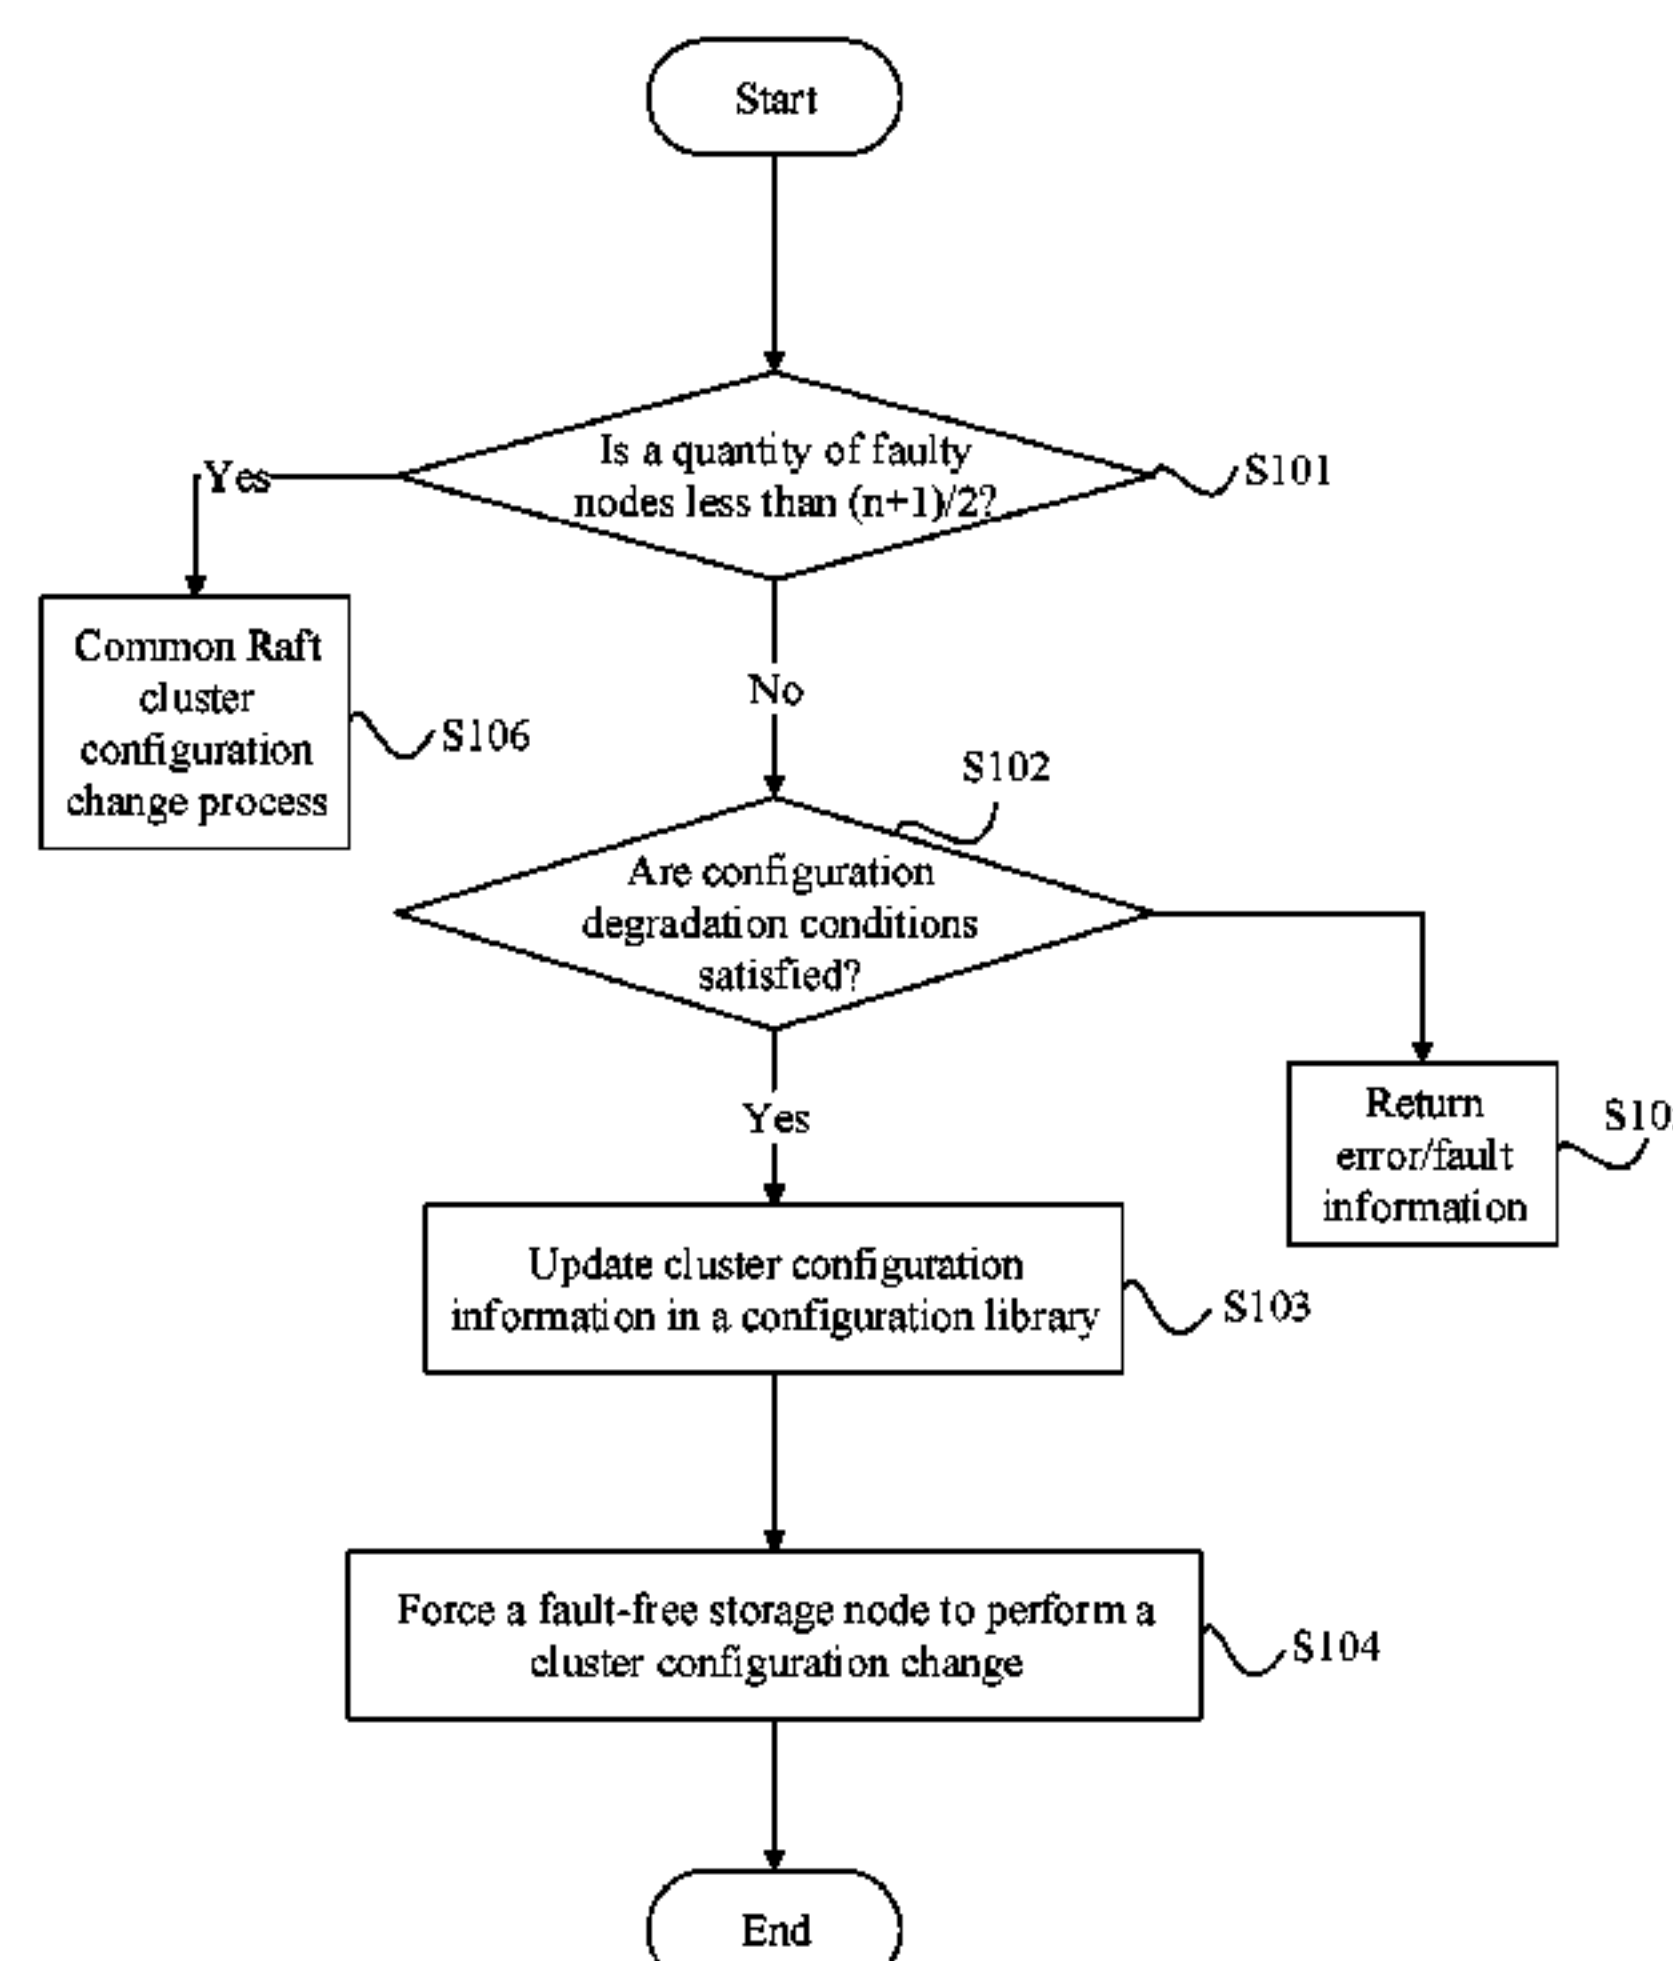 Start
Is a quantity of faulty
nodes less than (n+1)/2?
S101
Yes
Common Raft
cluster
configuration
change process
S106
No
S102
Are configuration
degradation conditions
satisfied?
Return
error/fault
information
Yes
Update cluster configuration
information in a configuration library
S103
Force a fault-free storage node to perform a
cluster configuration change
S104
End